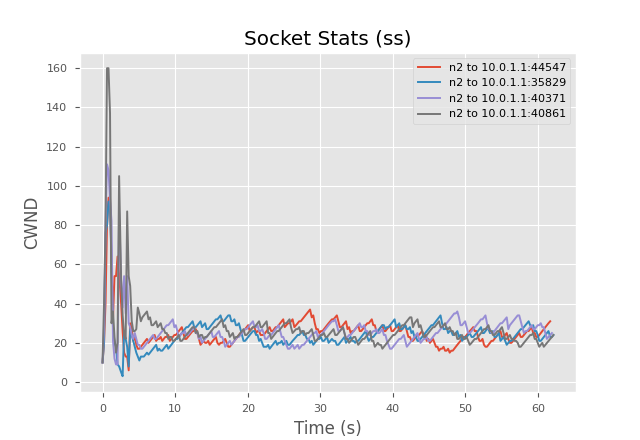 Socket Stats (ss)
n2 to 10.0.1.1:44547
n2 to 10.0.1.1:35829
n2 to 10.0.1.1:40371
n2 to 10.0.1.1:40861
CWND
160
140
120
100
80
60
40
20
0
0 10 20 30 40 50 60
Time (s)